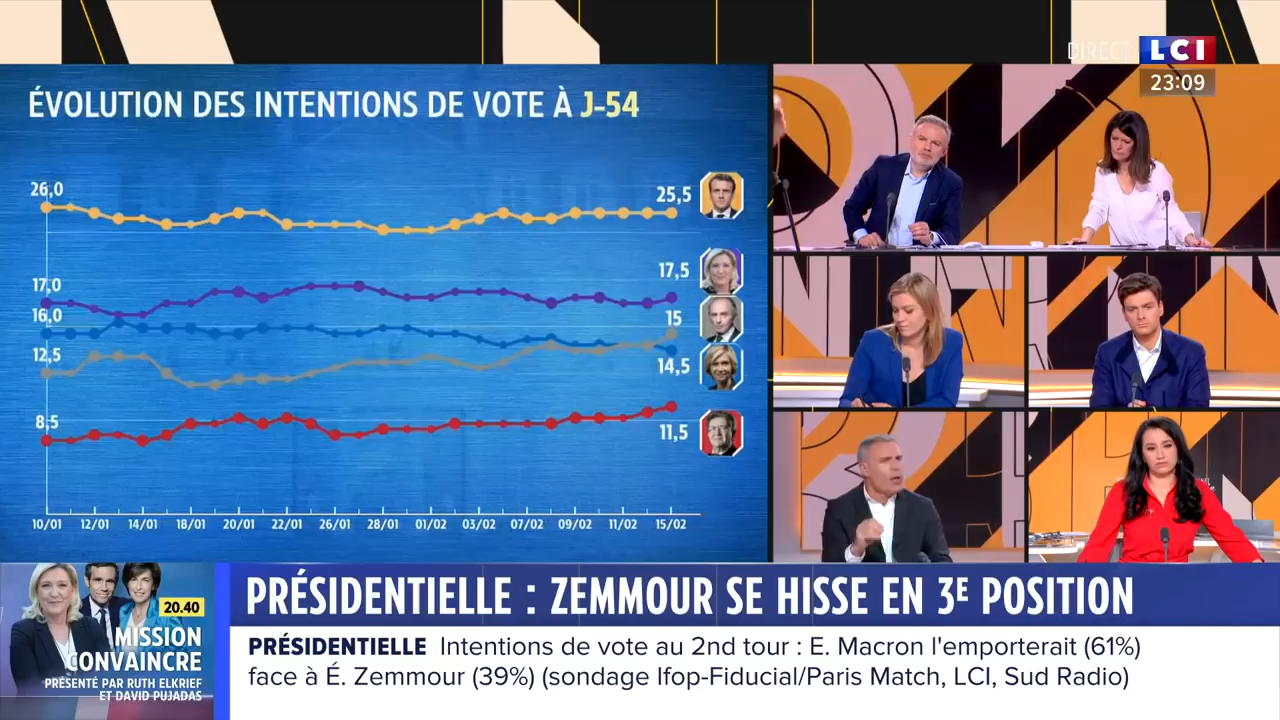 DIRECT LCI
23:09
ÉVOLUTION DES INTENTIONS DE VOTE À J-54
26,0
25,5
17,0
17,5
16,0
15
12,5
14,5
8,5
11,5
10/01 12/01 14/01 18/01 20/01 22/01 26/01 28/01 01/02 03/02 07/02 09/02 11/02 15/02
20.40
MISSION
CONVAINCRE
PRÉSENTÉ PAR RUTH ELKRIEF
ET DAVID PUJADAS
PRÉSIDENTIELLE : ZEMMOUR SE HISSE EN 3E POSITION
PRÉSIDENTIELLE Intentions de vote au 2nd tour : E. Macron l'emporterait (61%)
face à É. Zemmour (39%) (sondage Ifop-Fiducial/Paris Match, LCI, Sud Radio)